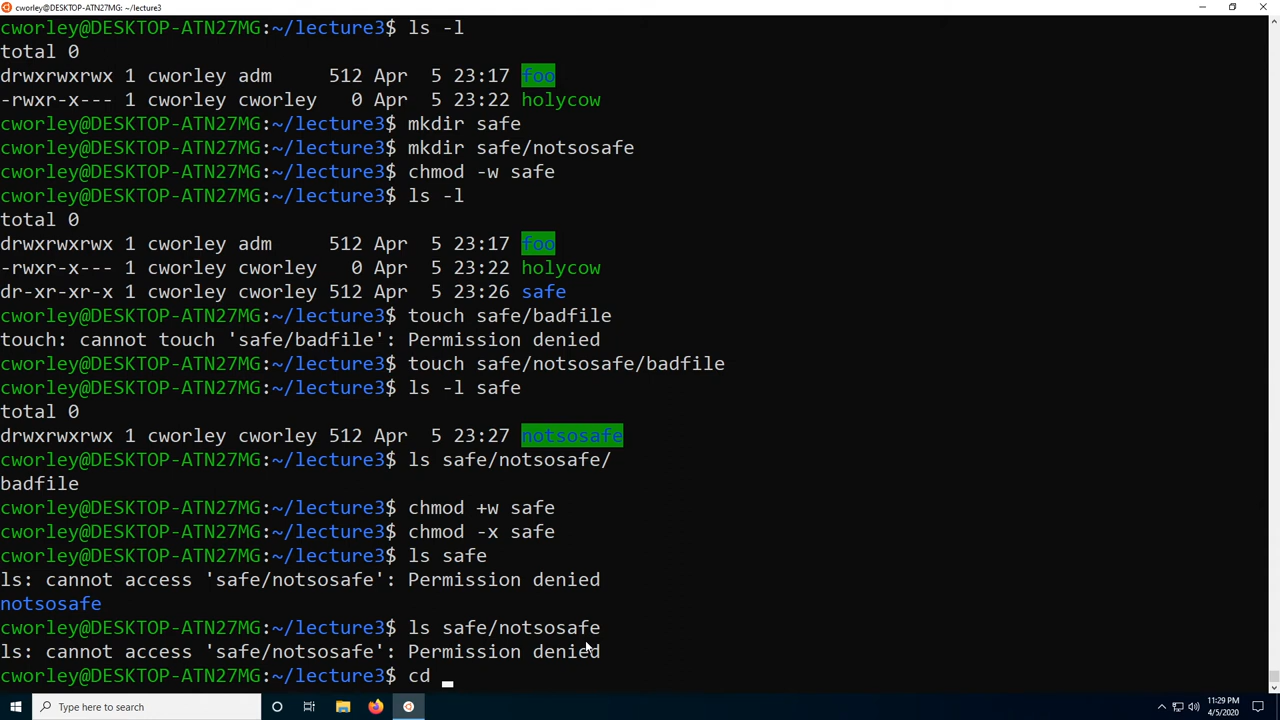 cworley@DESKTOP-ATN27MG: ~/lecture3
cworley@DESKTOP-ATN27MG:~/lecture3$ ls -l
total 0
drwxrwxrwx 1 cworley adm     512 Apr  5 23:17 foo
-rwxr-x--- 1 cworley cworley   0 Apr  5 23:22 holycow
cworley@DESKTOP-ATN27MG:~/lecture3$ mkdir safe
cworley@DESKTOP-ATN27MG:~/lecture3$ mkdir safe/notsosafe
cworley@DESKTOP-ATN27MG:~/lecture3$ chmod -w safe
cworley@DESKTOP-ATN27MG:~/lecture3$ ls -l
total 0
drwxrwxrwx 1 cworley adm     512 Apr  5 23:17 foo
-rwxr-x--- 1 cworley cworley   0 Apr  5 23:22 holycow
dr-xr-xr-x 1 cworley cworley 512 Apr  5 23:26 safe
cworley@DESKTOP-ATN27MG:~/lecture3$ touch safe/badfile
touch: cannot touch 'safe/badfile': Permission denied
cworley@DESKTOP-ATN27MG:~/lecture3$ touch safe/notsosafe/badfile
cworley@DESKTOP-ATN27MG:~/lecture3$ ls -l safe
total 0
drwxrwxrwx 1 cworley cworley 512 Apr  5 23:27 notsosafe
cworley@DESKTOP-ATN27MG:~/lecture3$ ls safe/notsosafe/
badfile
cworley@DESKTOP-ATN27MG:~/lecture3$ chmod +w safe
cworley@DESKTOP-ATN27MG:~/lecture3$ chmod -x safe
cworley@DESKTOP-ATN27MG:~/lecture3$ ls safe
ls: cannot access 'safe/notsosafe': Permission denied
notsosafe
cworley@DESKTOP-ATN27MG:~/lecture3$ ls safe/notsosafe
ls: cannot access 'safe/notsosafe': Permission denied
cworley@DESKTOP-ATN27MG:~/lecture3$ cd
Type here to search
11:29 PM
4/5/2020